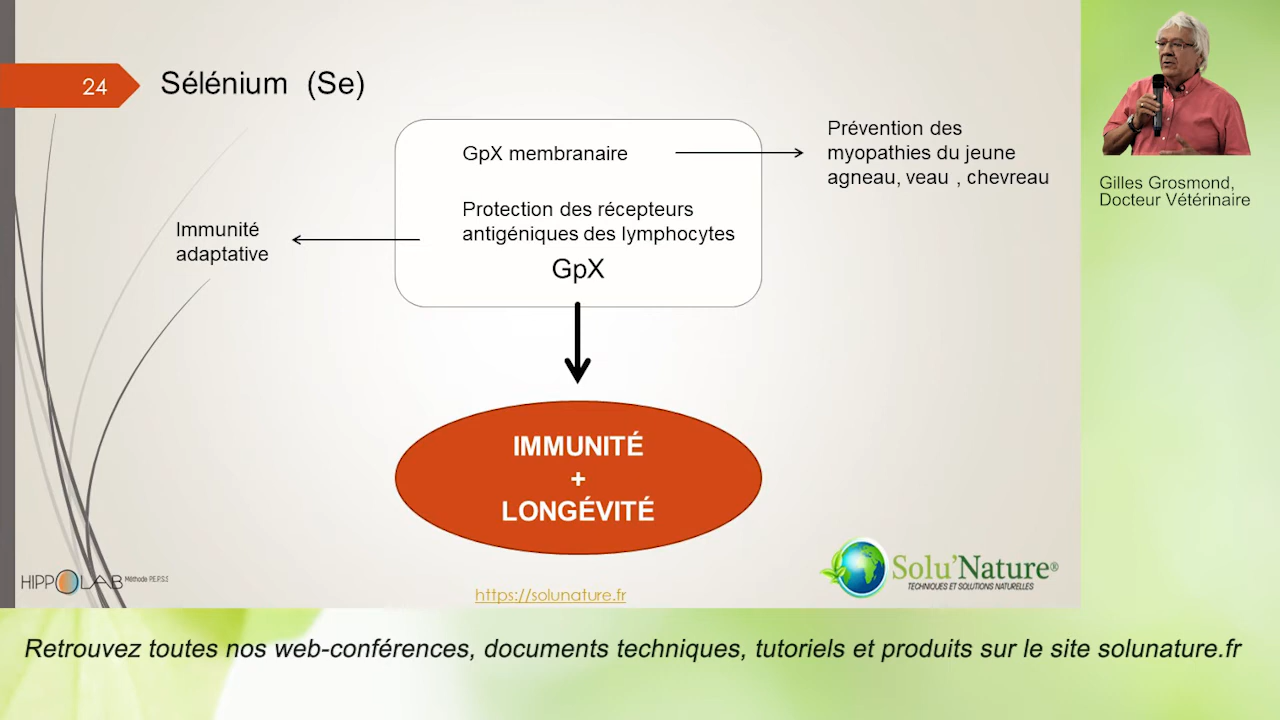 24
Sélénium (Se)
GpX membranaire
Prévention des
myopathies du jeune
agneau, veau , chevreau
Protection des récepteurs
antigéniques des lymphocytes
Immunité
adaptative
GpX
IMMUNITÉ
+
LONGÉVITÉ
Gilles Grosmond,
Docteur Vétérinaire
HIPPOLAB Méthode P.E.P.S.S
https://solunature.fr
Solu'Nature®
TECHNIQUES ET SOLUTIONS NATURELLES
Retrouvez toutes nos web-conférences, documents techniques, tutoriels et produits sur le site solunature.fr